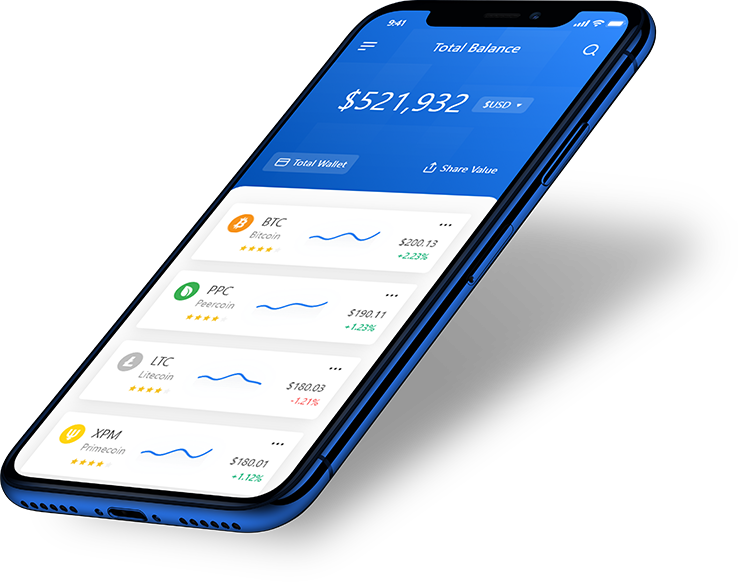 9:41
Total Balance
$521,932 $USD
Total Wallet
Share Value
BTC
Bitcoin
$200.13
+2.23%
PPC
Peercoin
$190.11
+1.23%
LTC
Litecoin
$180.03
-1.21%
XPM
Primecoin
$180.01
+1.12%